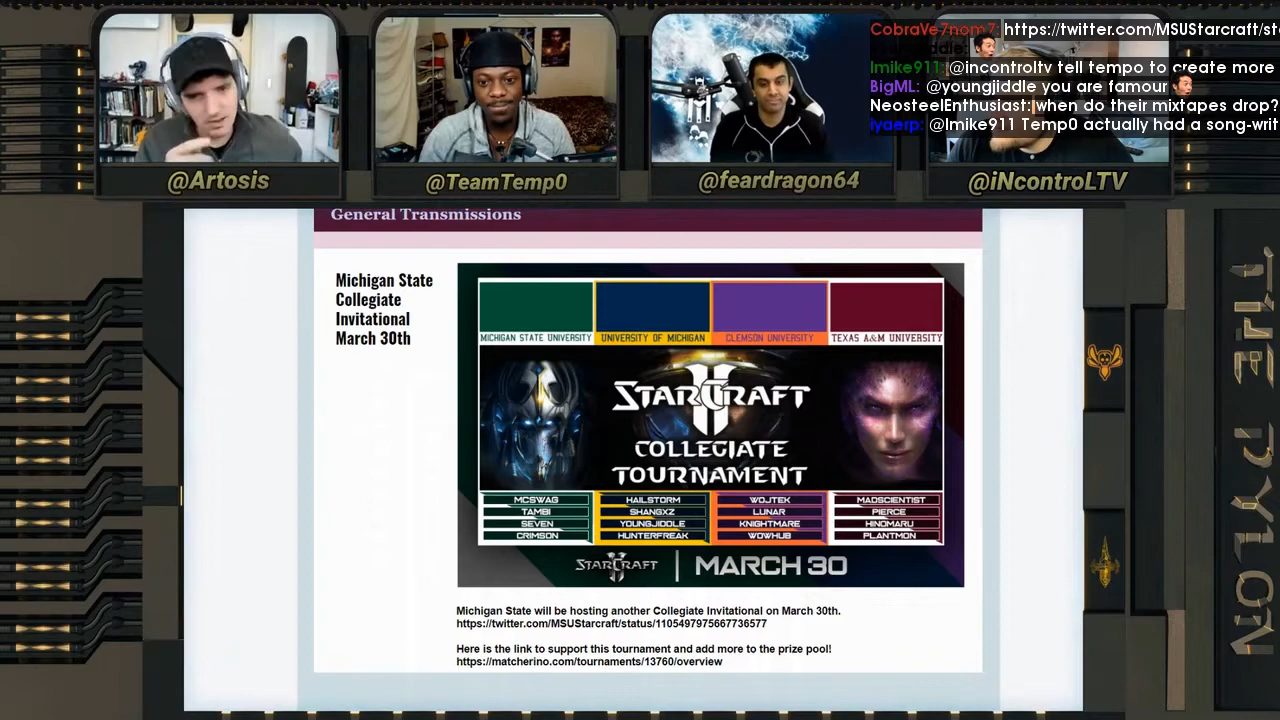 CobraVe7nom7: https://twitter.com/MSUStarcraft/st
lmike911: @incontroltv tell tempo to create more
BigML: @youngjiddle you are famour
NeosteelEnthusiast: when do their mixtapes drop?
iyaerp: @lmike911 Temp0 actually had a song-writ
@Artosis
@TeamTemp0
@feardragon64
@iNcontroLTV
General Transmissions
Michigan State
Collegiate
Invitational
March 30th
MICHIGAN STATE UNIVERSITY
UNIVERSITY OF MICHIGAN
CLEMSON UNIVERSITY
TEXAS A&M UNIVERSITY
STARCRAFT
II
COLLEGIATE
TOURNAMENT
MCSWAG
TAMBI
SEVEN
CRIMSON
HAILSTORM
SHANGXZ
YOUNGJIDDLE
HUNTERFREAK
WOJTEK
LUNAR
KNIGHTMARE
WOWHUB
MADSCIENTIST
PIERCE
HINOMARU
PLANTMON
STARCRAFT II | MARCH 30
Michigan State will be hosting another Collegiate Invitational on March 30th.
https://twitter.com/MSUStarcraft/status/1105497975667736577
Here is the link to support this tournament and add more to the prize pool!
https://matcherino.com/tournaments/13760/overview
THE PYLON